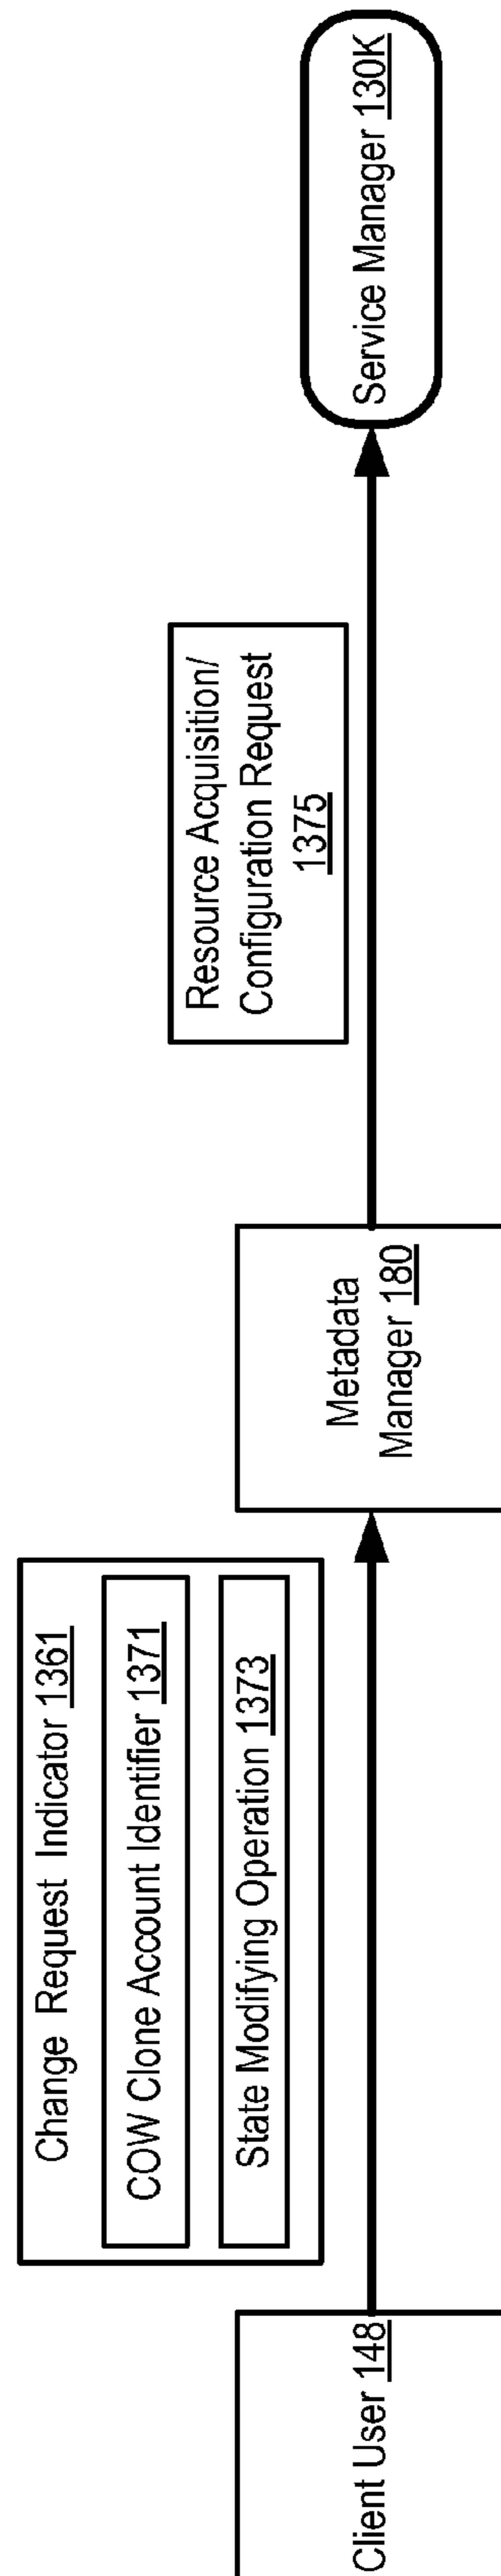 Change Request Indicator 1361
COW Clone Account Identifier 1371
State Modifying Operation 1373
Resource Acquisition/
Configuration Request
1375
Client User 148
Metadata
Manager 180
Service Manager 130K